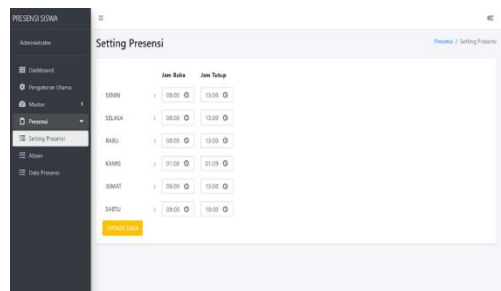 PRESENSI SISWA
Administrator
Dashboard
Pengaturan Utama
Master
Presensi
Setting Presensi
Absen
Data Presensi
Setting Presensi
Presensi / Setting Presensi
Jam Buka Jam Tutup
SENIN : 08:00 13:00
SELASA : 08:00 13:00
RABU : 08:00 13:00
KAMIS : 01:00 01:09
JUMAT : 08:00 13:00
SABTU : 09:00 10:00
UPDATE DATA